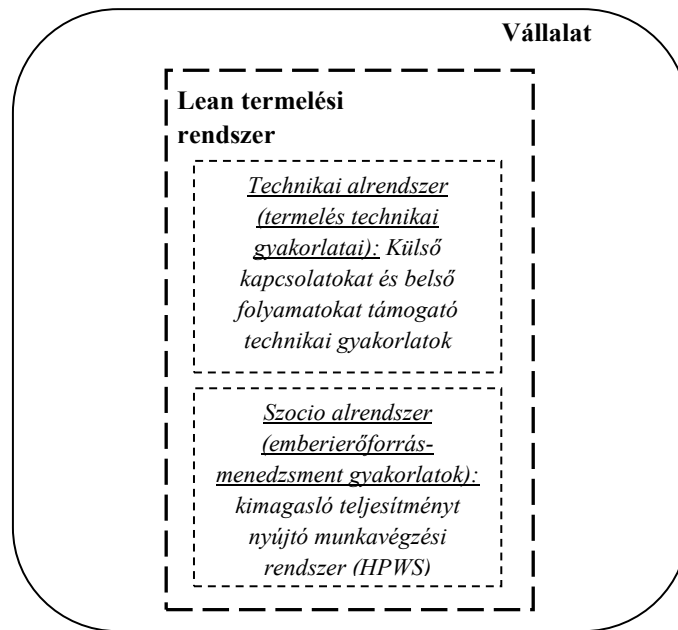 Vállalat
Lean termelési
rendszer
Technikai alrendszer
(termelés technikai
gyakorlatai): Külső
kapcsolatokat és belső
folyamatokat támogató
technikai gyakorlatok
Szocio alrendszer
(emberierőforrás-
menedzsment gyakorlatok):
kimagasló teljesítményt
nyújtó munkavégzési
rendszer (HPWS)